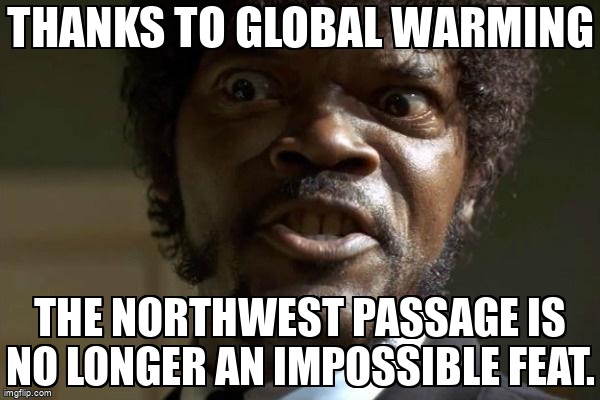 THANKS TO GLOBAL WARMING
THE NORTHWEST PASSAGE IS
NO LONGER AN IMPOSSIBLE FEAT.
imgflip.com